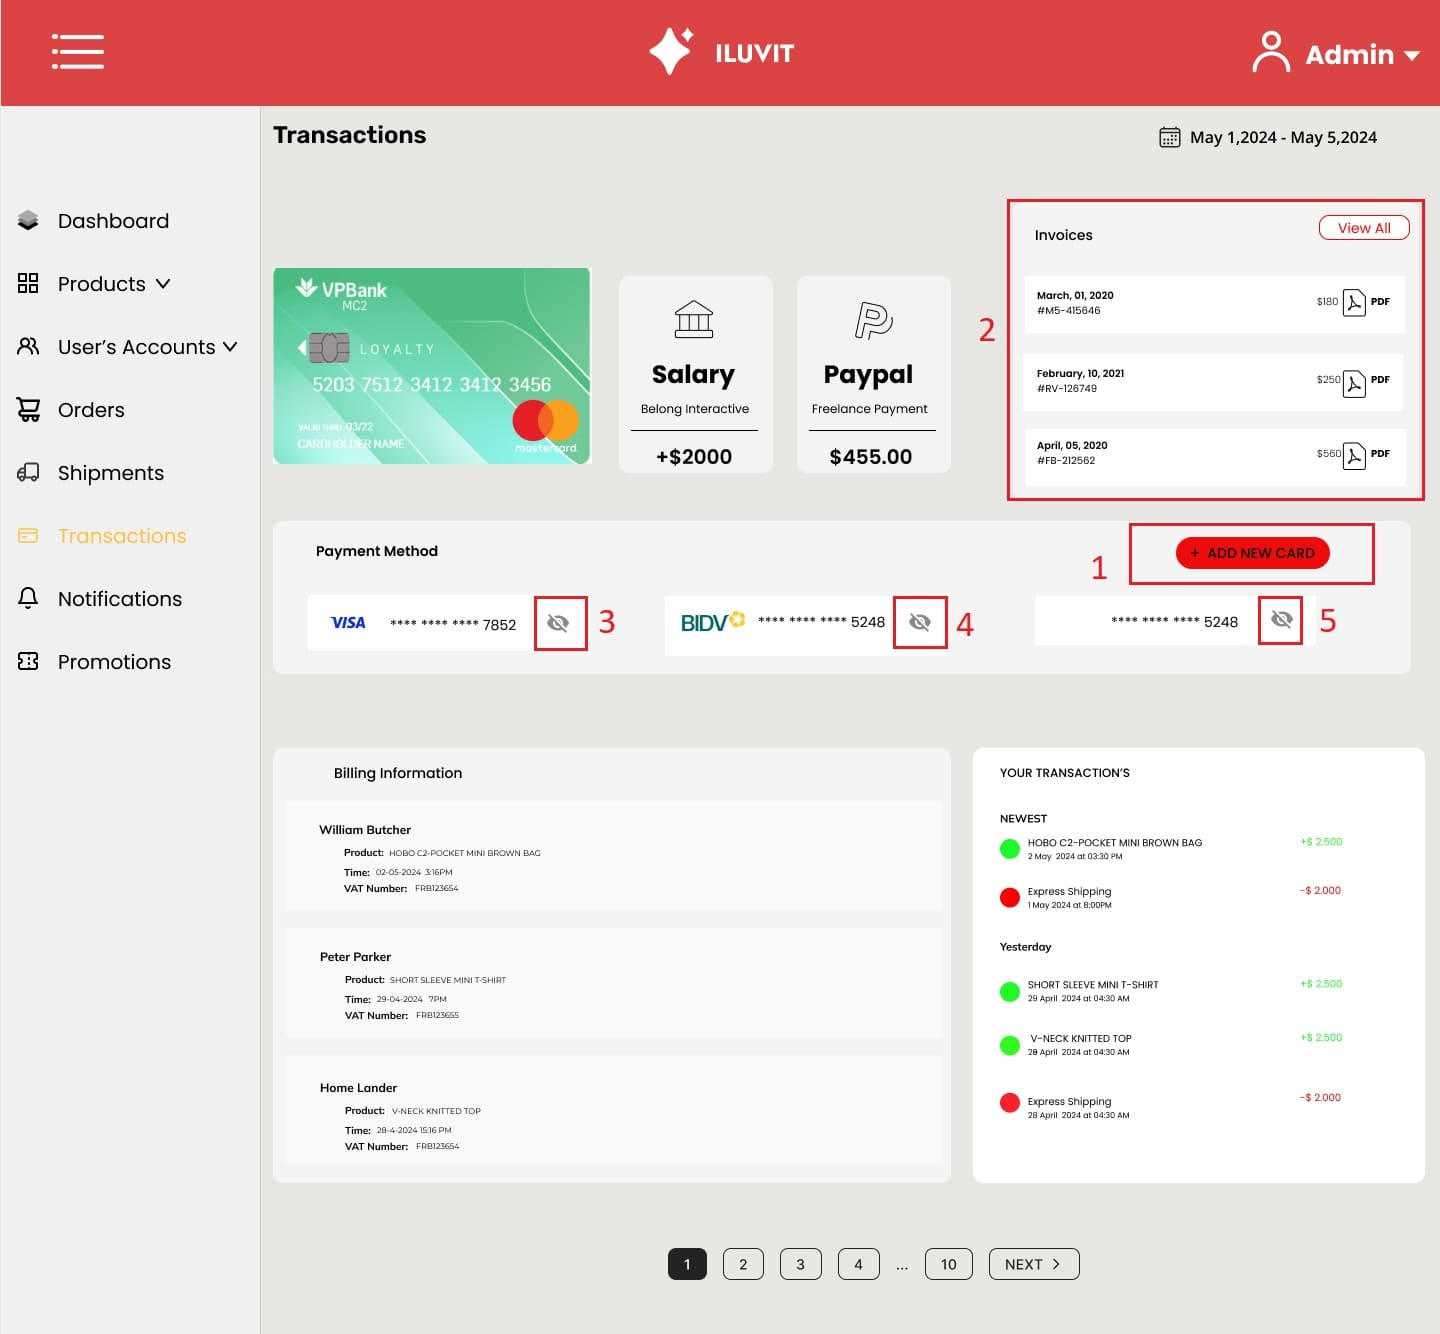 ILUVIT
Admin
Transactions
May 1,2024 - May 5,2024
Dashboard
Products
User's Accounts
Orders
Shipments
Transactions
Notifications
Promotions
VPBank
MC2
LOYALTY
5203 7512 3412 3412 3456
VALID THRU 03/22
CARDHOLDER NAME
mastercard
Salary
Belong Interactive
+$2000
Paypal
Freelance Payment
$455.00
2
Invoices
View All
March, 01, 2020
#M5-415646
$180 PDF
February, 10, 2021
#RV-126749
$250 PDF
April, 05, 2020
#FB-212562
$560 PDF
Payment Method
1
+ ADD NEW CARD
VISA **** **** **** 7852
3
BIDV **** **** **** 5248
4
**** **** **** 5248
5
Billing Information
William Butcher
Product: HOBO C2-POCKET MINI BROWN BAG
Time: 02-05-2024 3:16PM
VAT Number: FRB123654
Peter Parker
Product: SHORT SLEEVE MINI T-SHIRT
Time: 29-04-2024 7PM
VAT Number: FRB123655
Home Lander
Product: V-NECK KNITTED TOP
Time: 28-4-2024 15:16 PM
VAT Number: FRB123654
YOUR TRANSACTION'S
NEWEST
HOBO C2-POCKET MINI BROWN BAG +$ 2.500
2 May 2024 at 03:30 PM
Express Shipping -$ 2.000
1 May 2024 at 8:00PM
Yesterday
SHORT SLEEVE MINI T-SHIRT +$ 2.500
29 April 2024 at 04:30 AM
V-NECK KNITTED TOP +$ 2.500
28 April 2024 at 04:30 AM
Express Shipping -$ 2.000
28 April 2024 at 04:30 AM
1 2 3 4 ... 10 NEXT >